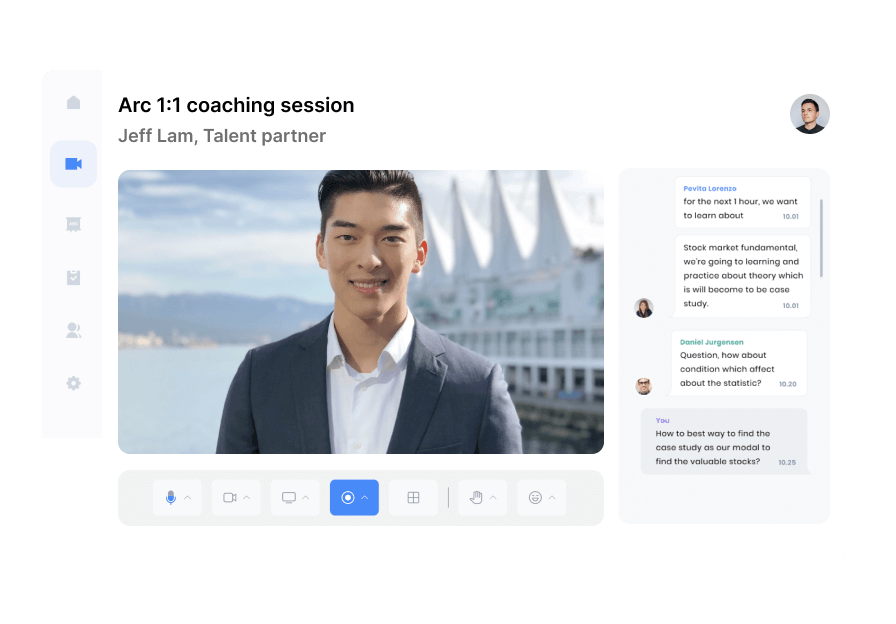 Arc 1:1 coaching session
Jeff Lam, Talent partner
Pevita Lorenzo
for the next 1 hour, we want
to learn about 10.01
Stock market fundamental,
we're going to learning and
practice about theory which
is will become to be case
study. 10.01
Daniel Jurgensen
Question, how about
condition which affect
about the statistic? 10.20
You
How to best way to find the
case study as our modal to
find the valuable stocks? 10.25